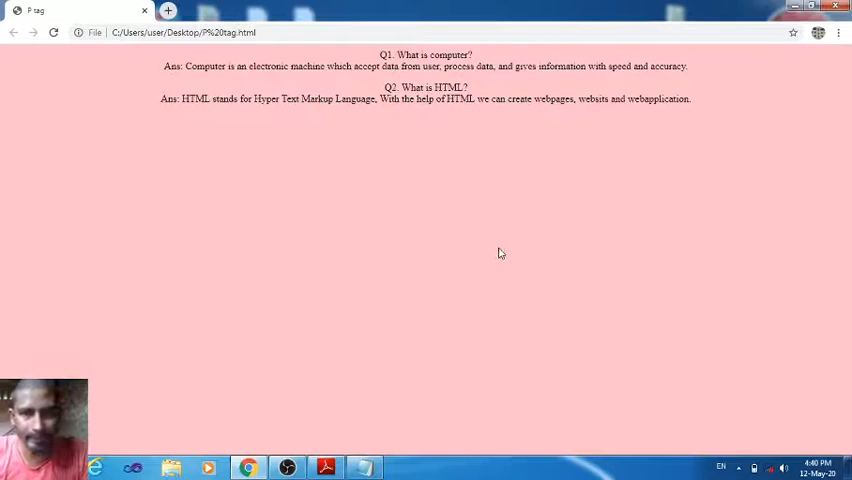 P tag
File
C:/Users/user/Desktop/P%20tag.html
Q1. What is computer?
Ans: Computer is an electronic machine which accept data from user, process data, and gives information with speed and accuracy.
Q2. What is HTML?
Ans: HTML stands for Hyper Text Markup Language, With the help of HTML we can create webpages, websits and webapplication.
EN
4:40 PM
12-May-20